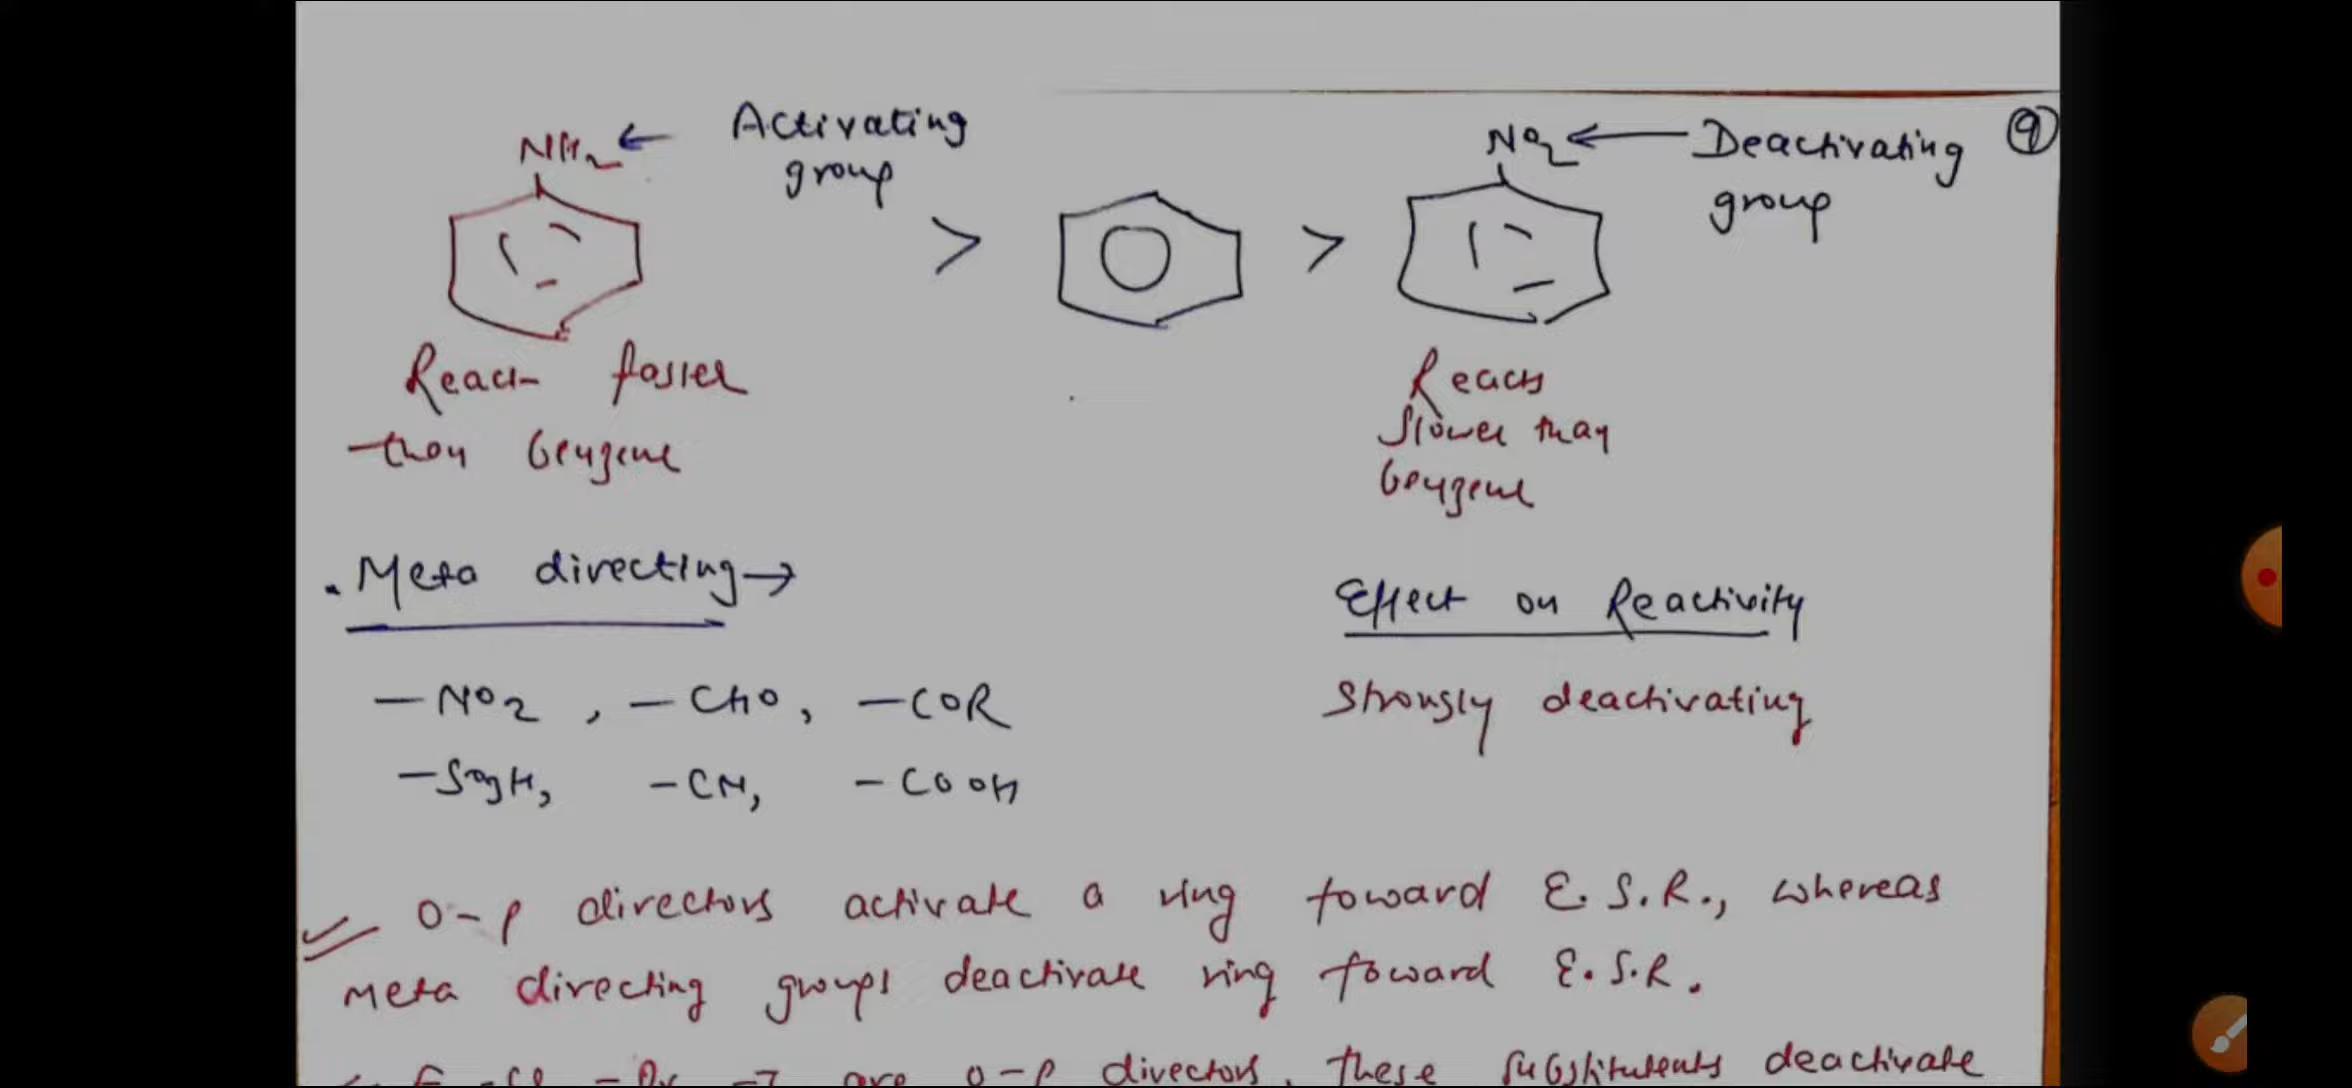 NH2 ← Activating group
NO2 ← Deactivating group
9
> >
React faster
than benzene
Reacts
slower than
benzene
. Meta directing →
Effect on Reactivity
— NO2 , — CHO, — COR
Strongly deactivating
— SO3H, — CN, — COOH
O-P directors activate a ring toward E.S.R., whereas
meta directing groups deactivate ring toward E.S.R.
-Cl -Br -I are o-p directors, these substituents deactivate